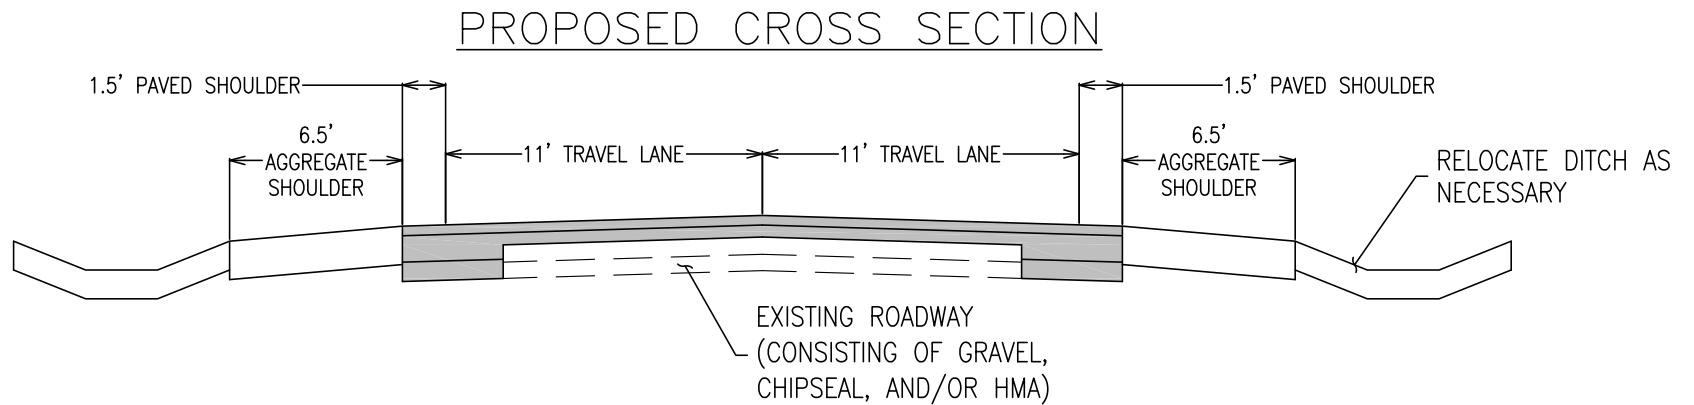 PROPOSED CROSS SECTION
1.5' PAVED SHOULDER
1.5' PAVED SHOULDER
6.5'
AGGREGATE
SHOULDER
11' TRAVEL LANE
11' TRAVEL LANE
6.5'
AGGREGATE
SHOULDER
RELOCATE DITCH AS
NECESSARY
EXISTING ROADWAY
(CONSISTING OF GRAVEL,
CHIPSEAL, AND/OR HMA)